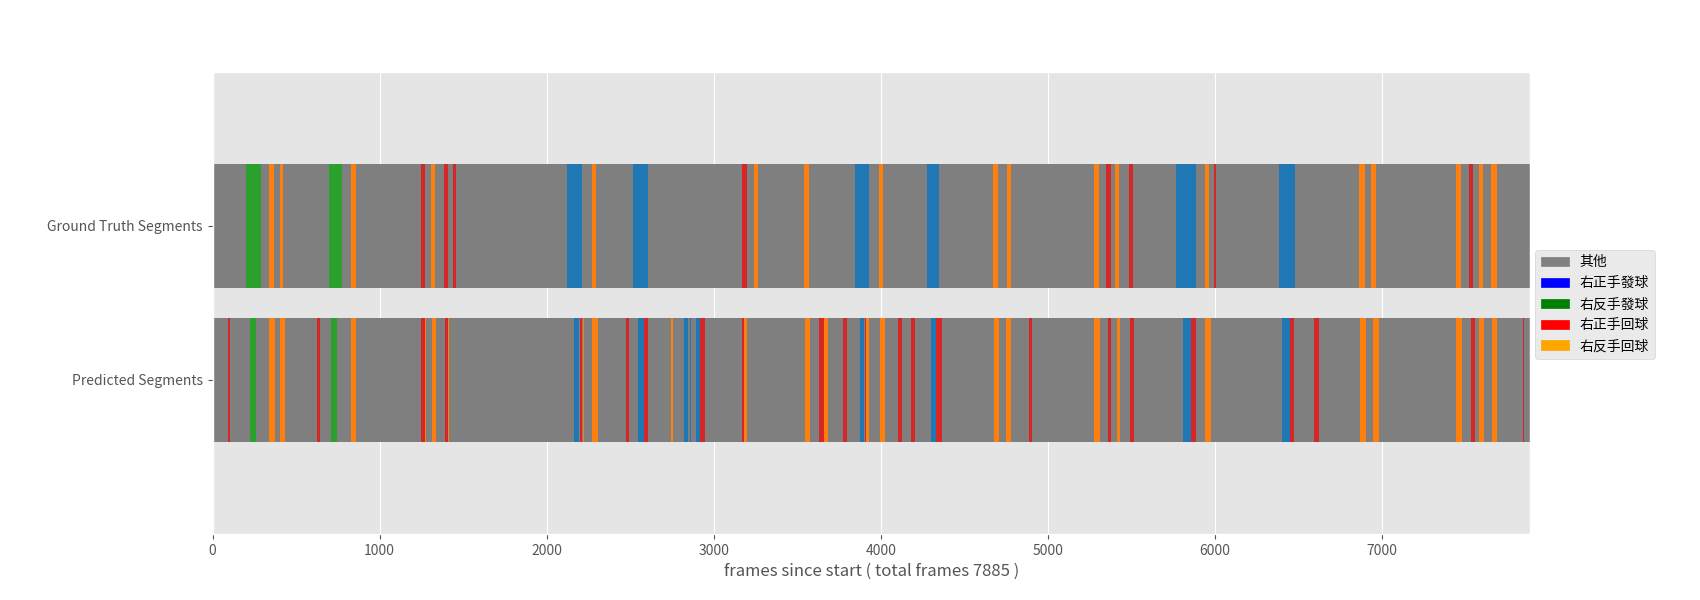 Ground Truth Segments
Predicted Segments
0 1000 2000 3000 4000 5000 6000 7000
frames since start ( total frames 7885 )
其他
右正手發球
右反手發球
右正手回球
右反手回球